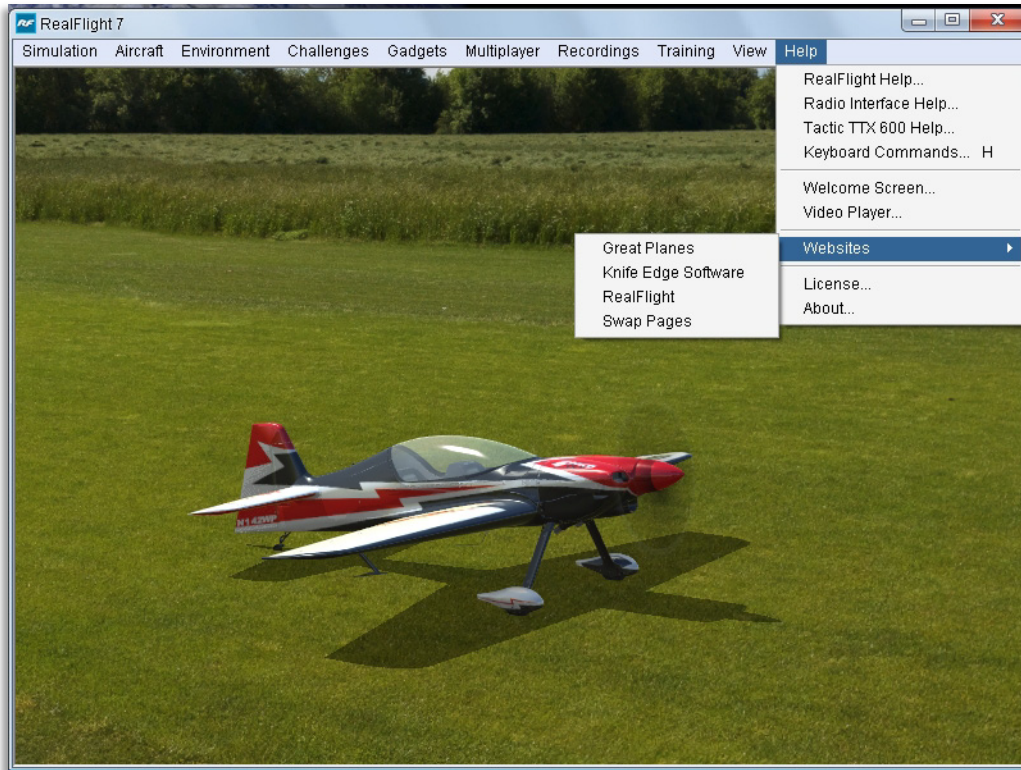 RF RealFlight 7
Simulation Aircraft Environment Challenges Gadgets Multiplayer Recordings Training View Help
RealFlight Help...
Radio Interface Help...
Tactic TTX 600 Help...
Keyboard Commands... H
Welcome Screen...
Video Player...
Websites
Great Planes
Knife Edge Software
RealFlight
Swap Pages
License...
About...
N142WP